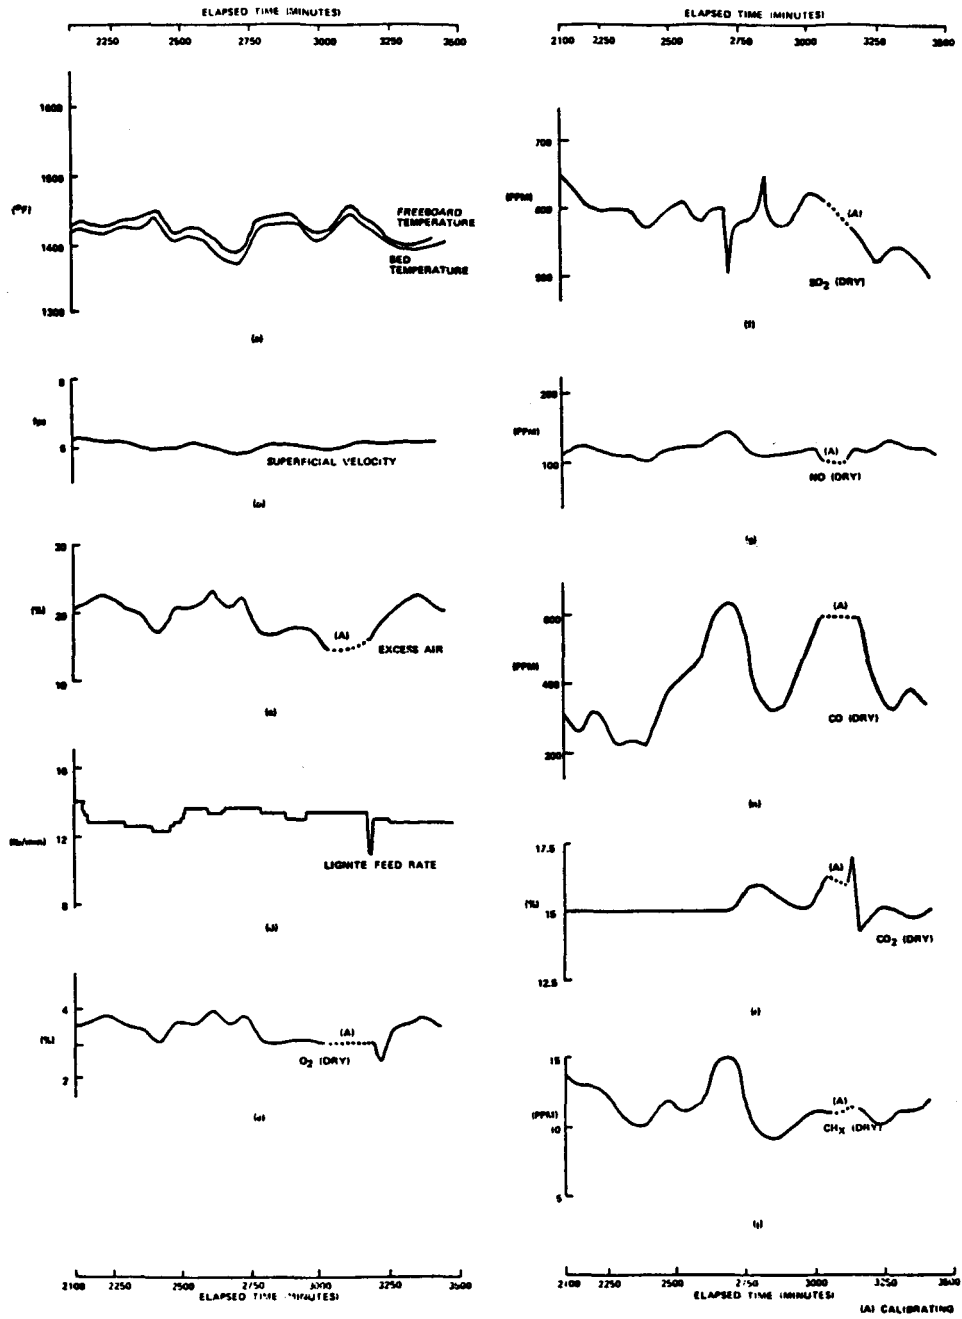 ELAPSED TIME (MINUTES)
2250 2500 2750 3000 3250 3500
1600
1500
(°F)
1400
1300
FREEBOARD
TEMPERATURE
BED
TEMPERATURE
(a)
8
fps
6
SUPERFICIAL VELOCITY
30
(%)
20
10
(A)
EXCESS AIR
16
(lb/min)
12
8
LIGNITE FEED RATE
(d)
4
(%)
2
(A)
O2 (DRY)
(e)
2100 2250 2500 2750 3000 3250 3500
ELAPSED TIME (MINUTES)
ELAPSED TIME (MINUTES)
2100 2250 2500 2750 3000 3250 3500
700
(PPM)
600
500
(A)
SO2 (DRY)
(f)
200
(PPM)
100
(A)
NO (DRY)
(g)
600
(PPM)
400
200
(A)
CO (DRY)
17.5
(%)
15
12.5
(A)
CO2 (DRY)
15
(PPM)
10
5
(A)
CHX (DRY)
(j)
2100 2250 2500 2750 3000 3250 3500
ELAPSED TIME (MINUTES)
(A) CALIBRATING